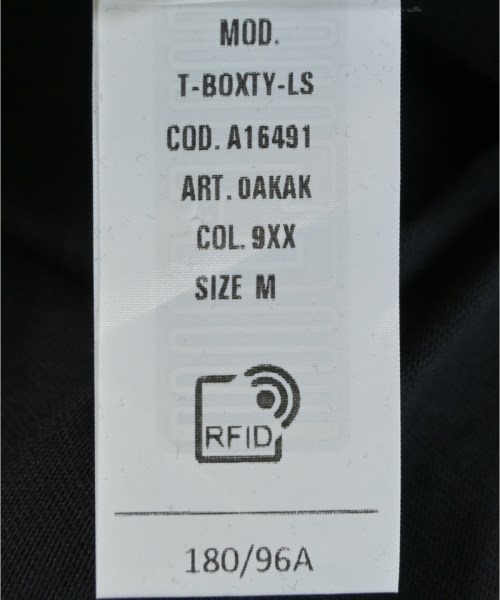 MOD.
T-BOXTY-LS
COD. A16491
ART. 0AKAK
COL. 9XX
SIZE M
RFID
180/96A